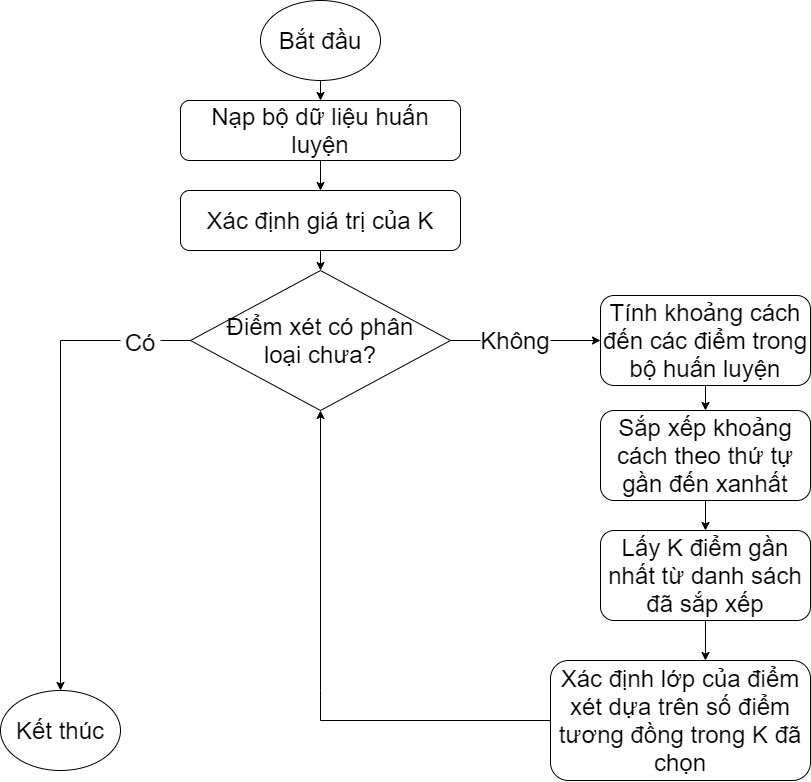 Bắt đầu
Nạp bộ dữ liệu huấn
luyện
Xác định giá trị của K
Điểm xét có phân
loại chưa?
Có
Không
Tính khoảng cách
đến các điểm trong
bộ huấn luyện
Sắp xếp khoảng
cách theo thứ tự
gần đến xanhất
Lấy K điểm gần
nhất từ danh sách
đã sắp xếp
Xác định lớp của điểm
xét dựa trên số điểm
tương đồng trong K đã
chọn
Kết thúc